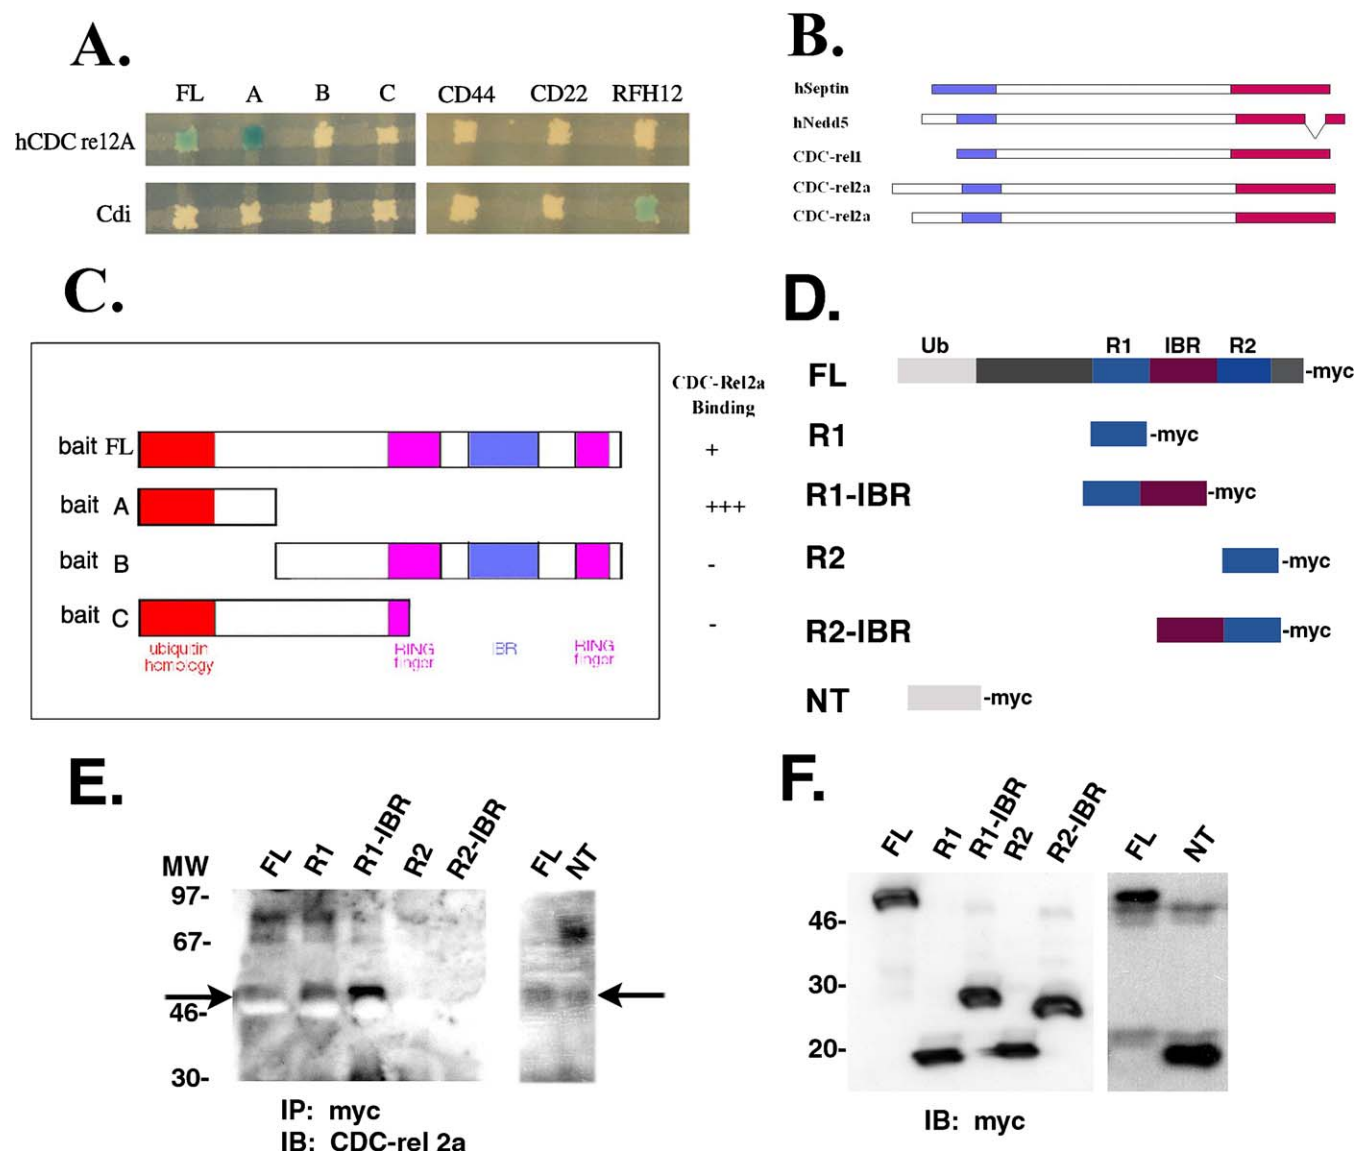 A.
FL A B C CD44 CD22 RFH12
hCDC rel2A
Cdi
B.
hSeptin
hNedd5
CDC-rel1
CDC-rel2a
CDC-rel2a
C.
CDC-Rel2a
Binding
bait FL +
bait A +++
bait B -
bait C -
ubiquitin
homology
RING
finger
IBR
RING
finger
D.
Ub R1 IBR R2
FL -myc
R1 -myc
R1-IBR -myc
R2 -myc
R2-IBR -myc
NT -myc
E.
MW FL R1 R1-IBR R2 R2-IBR FL NT
97-
67-
46-
30-
IP: myc
IB: CDC-rel 2a
F.
FL R1 R1-IBR R2 R2-IBR FL NT
46-
30-
20-
IB: myc